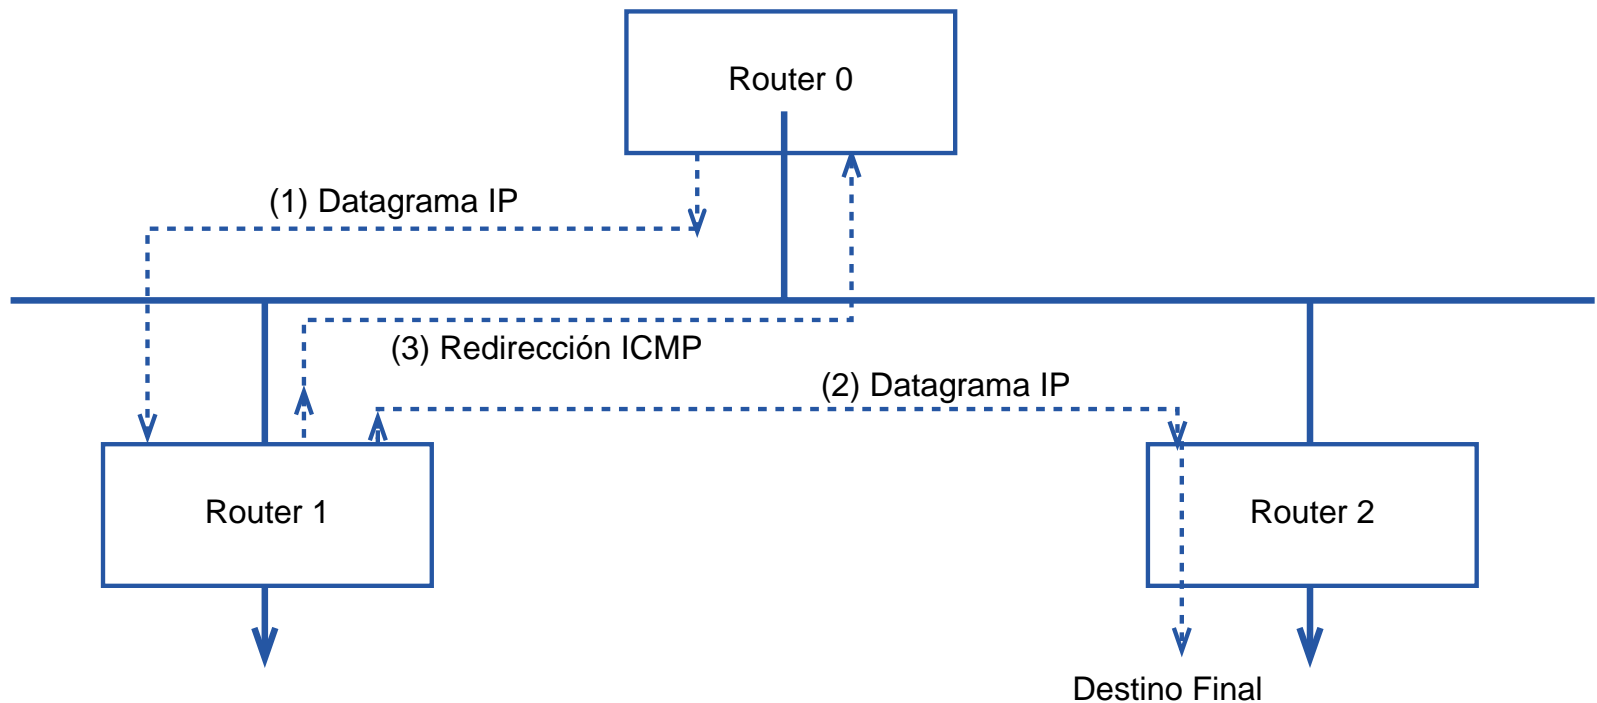 Router 0
(1) Datagrama IP
(3) Redirección ICMP
(2) Datagrama IP
Router 1
Router 2
Destino Final